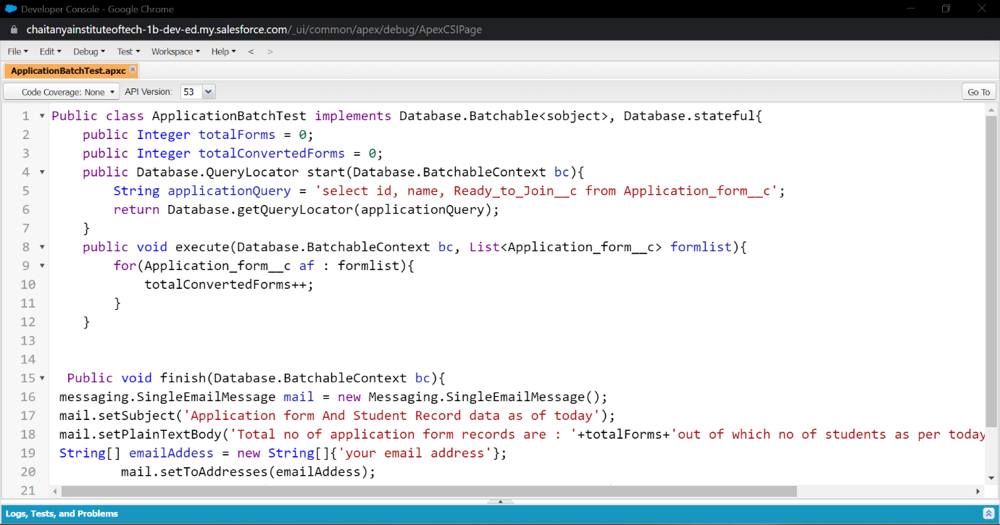 Developer Console - Google Chrome
chaitanyainstituteoftech-1b-dev-ed.my.salesforce.com/_ui/common/apex/debug/ApexCSIPage
File Edit Debug Test Workspace Help < >
ApplicationBatchTest.apxc
Code Coverage: None API Version: 53 Go To
1 Public class ApplicationBatchTest implements Database.Batchable<sobject>, Database.stateful{
2 public Integer totalForms = 0;
3 public Integer totalConvertedForms = 0;
4 public Database.QueryLocator start(Database.BatchableContext bc){
5 String applicationQuery = 'select id, name, Ready_to_Join__c from Application_form__c';
6 return Database.getQueryLocator(applicationQuery);
7 }
8 public void execute(Database.BatchableContext bc, List<Application_form__c> formlist){
9 for(Application_form__c af : formlist){
10 totalConvertedForms++;
11 }
12 }
13
14
15 Public void finish(Database.BatchableContext bc){
16 messaging.SingleEmailMessage mail = new Messaging.SingleEmailMessage();
17 mail.setSubject('Application form And Student Record data as of today');
18 mail.setPlainTextBody('Total no of application form records are : '+totalForms+'out of which no of students as per today
19 String[] emailAddess = new String[]{'your email address'};
20 mail.setToAddresses(emailAddess);
21
Logs, Tests, and Problems